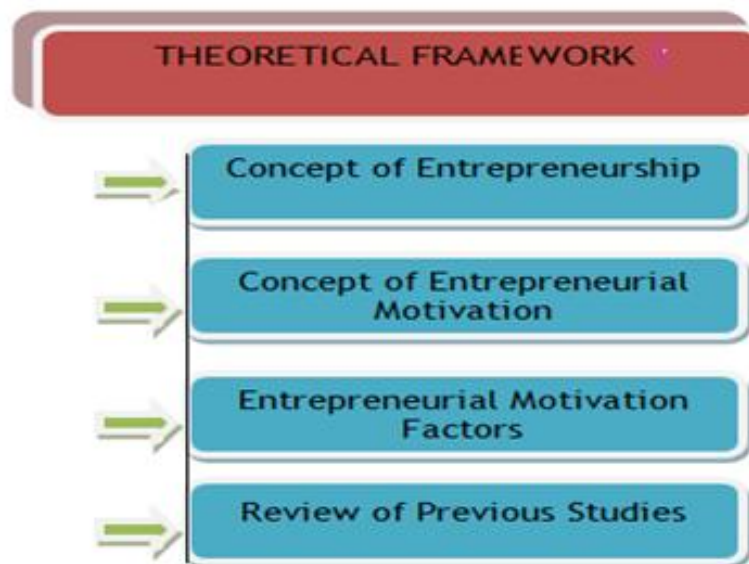 THEORETICAL FRAMEWORK
Concept of Entrepreneurship
Concept of Entrepreneurial
Motivation
Entrepreneurial Motivation
Factors
Review of Previous Studies